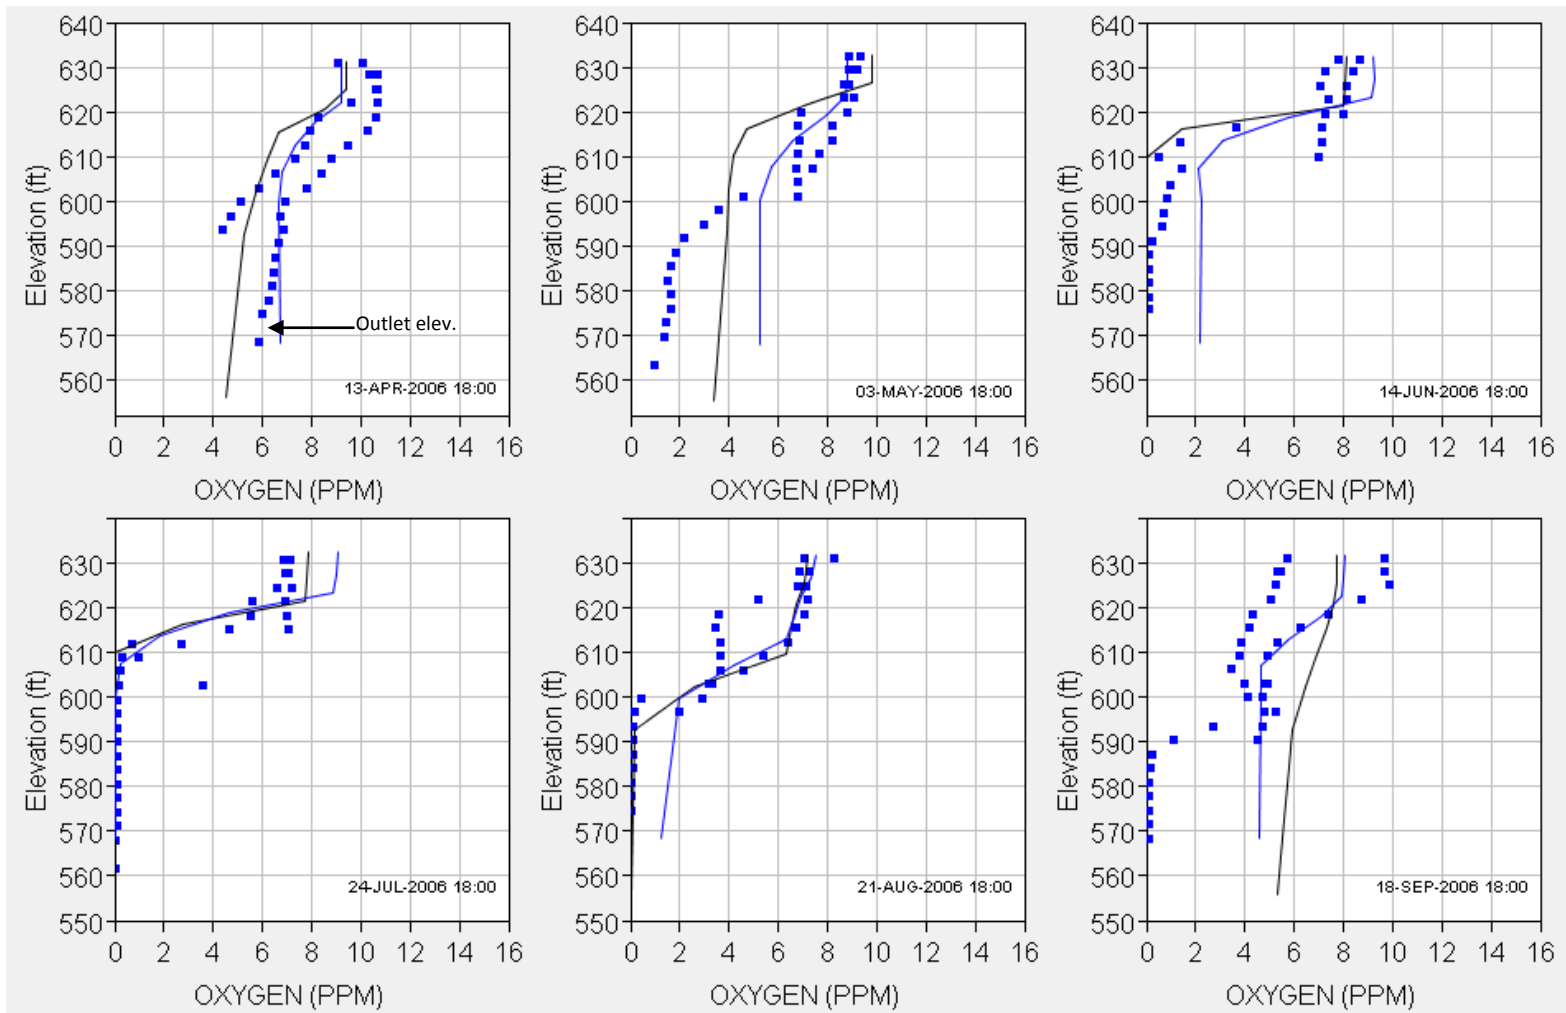 640
630
620
610
600
590
580
570
560
Elevation (ft)
Outlet elev.
13-APR-2006 18:00
0 2 4 6 8 10 12 14 16
OXYGEN (PPM)
640
630
620
610
600
590
580
570
560
Elevation (ft)
03-MAY-2006 18:00
0 2 4 6 8 10 12 14 16
OXYGEN (PPM)
640
630
620
610
600
590
580
570
560
Elevation (ft)
14-JUN-2006 18:00
0 2 4 6 8 10 12 14 16
OXYGEN (PPM)
630
620
610
600
590
580
570
560
550
Elevation (ft)
24-JUL-2006 18:00
0 2 4 6 8 10 12 14 16
OXYGEN (PPM)
630
620
610
600
590
580
570
560
550
Elevation (ft)
21-AUG-2006 18:00
0 2 4 6 8 10 12 14 16
OXYGEN (PPM)
630
620
610
600
590
580
570
560
550
Elevation (ft)
18-SEP-2006 18:00
0 2 4 6 8 10 12 14 16
OXYGEN (PPM)